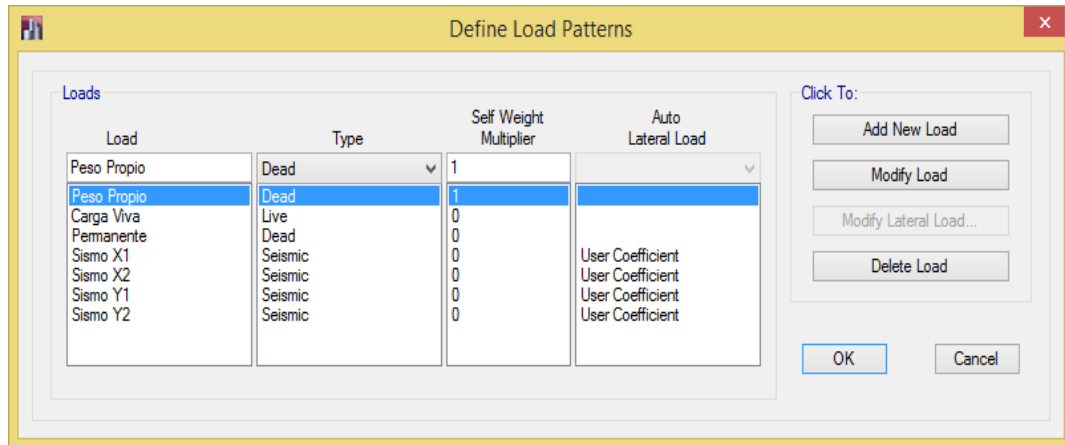 Define Load Patterns
x
Loads
Load Type Self Weight Multiplier Auto Lateral Load
Peso Propio Dead 1
Peso Propio Dead 1
Carga Viva Live 0
Permanente Dead 0
Sismo X1 Seismic 0 User Coefficient
Sismo X2 Seismic 0 User Coefficient
Sismo Y1 Seismic 0 User Coefficient
Sismo Y2 Seismic 0 User Coefficient
Click To:
Add New Load
Modify Load
Modify Lateral Load...
Delete Load
OK
Cancel